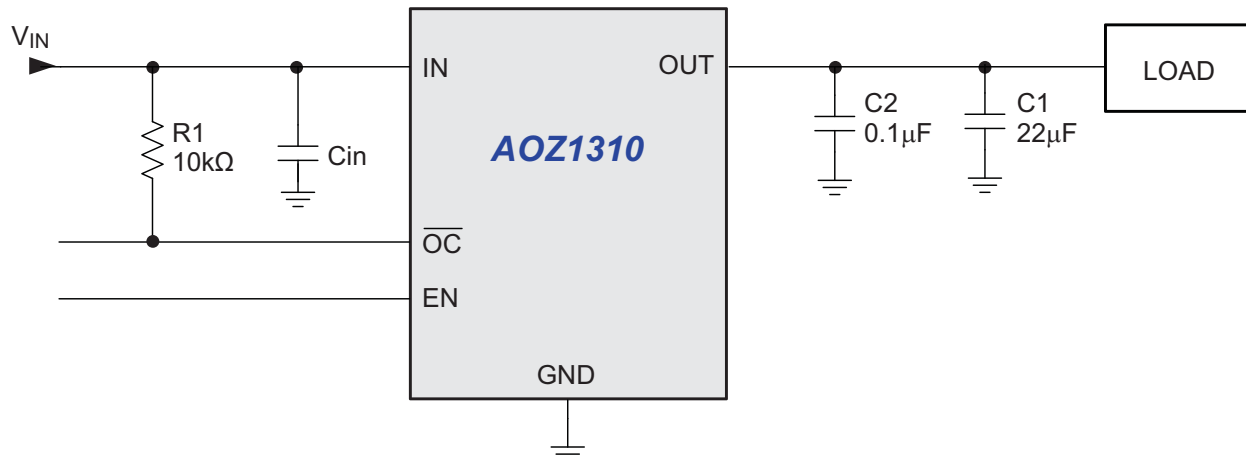 VIN
IN
OUT
LOAD
R1
10kΩ
Cin
AOZ1310
C2
0.1μF
C1
22μF
OC
EN
GND